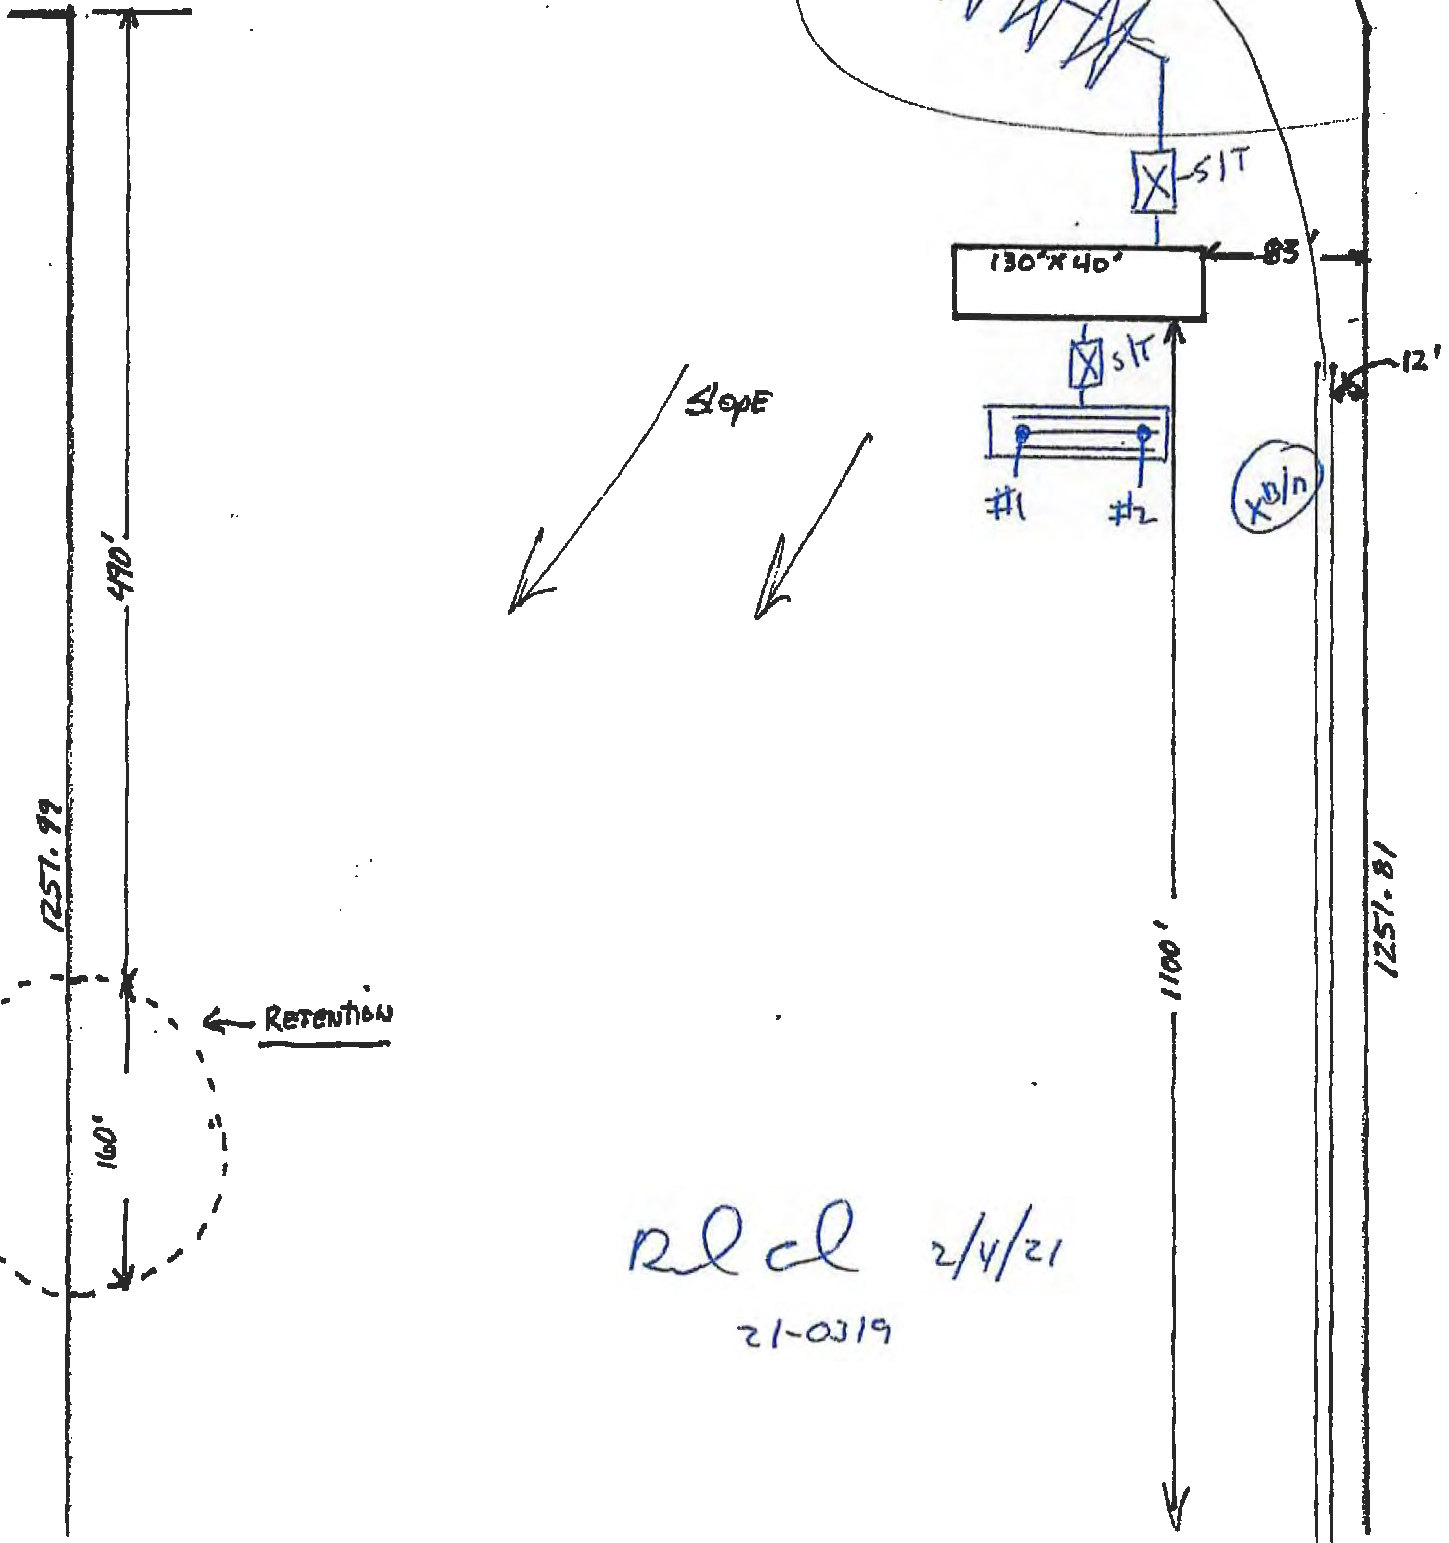 S/T
130' X 40'
83'
12'
S/T
SlopE
#1
#2
X B/n
490'
1257.99
1257.81
1100'
RETENTION
160'
2/4/21
21-0319